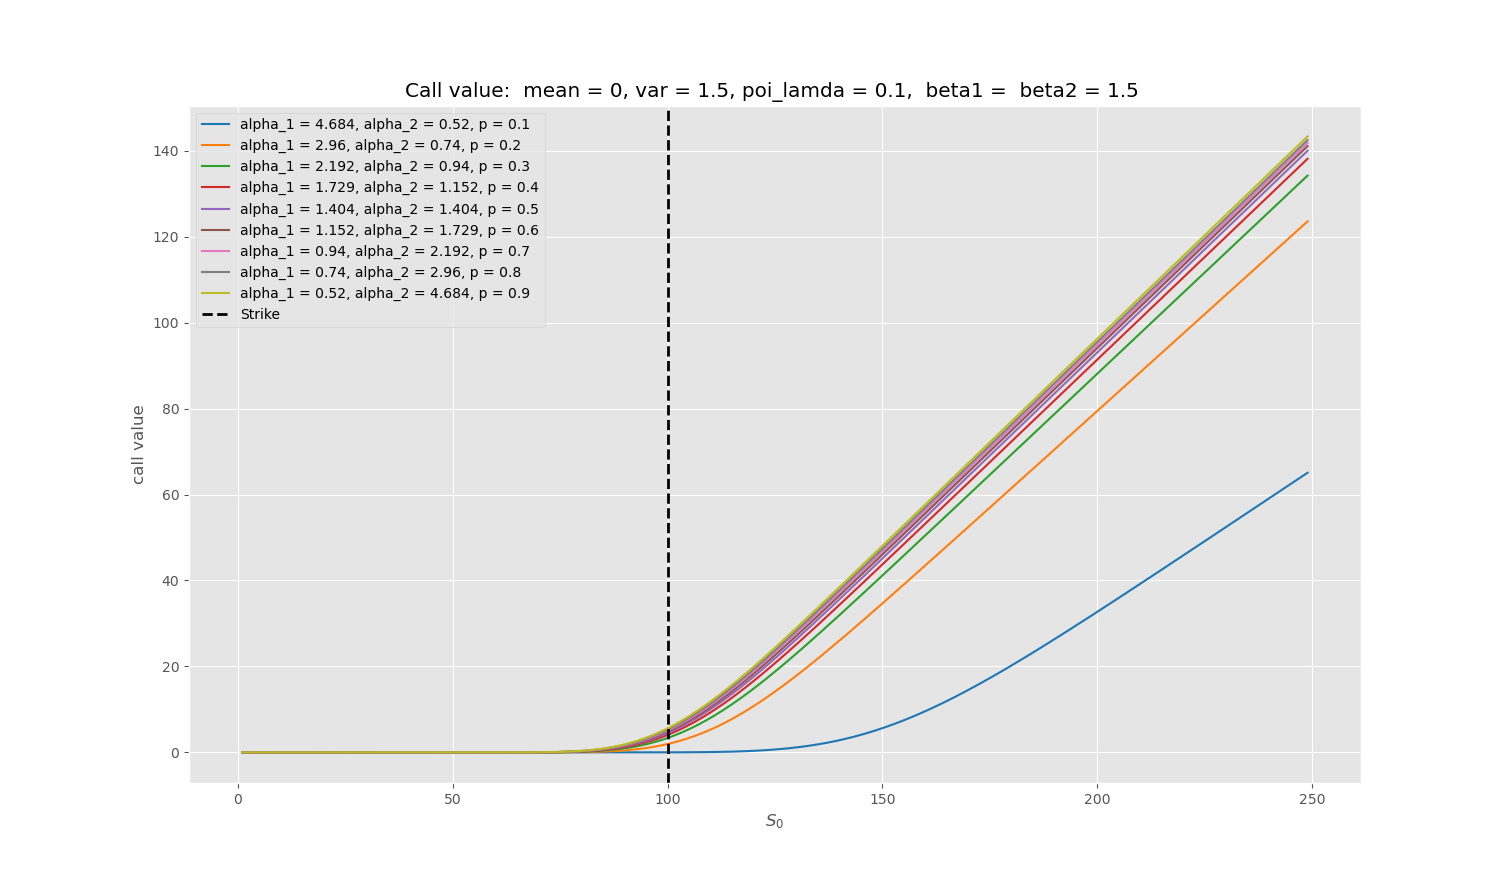 Call value:  mean = 0, var = 1.5, poi_lamda = 0.1,  beta1 =  beta2 = 1.5
alpha_1 = 4.684, alpha_2 = 0.52, p = 0.1
alpha_1 = 2.96, alpha_2 = 0.74, p = 0.2
alpha_1 = 2.192, alpha_2 = 0.94, p = 0.3
alpha_1 = 1.729, alpha_2 = 1.152, p = 0.4
alpha_1 = 1.404, alpha_2 = 1.404, p = 0.5
alpha_1 = 1.152, alpha_2 = 1.729, p = 0.6
alpha_1 = 0.94, alpha_2 = 2.192, p = 0.7
alpha_1 = 0.74, alpha_2 = 2.96, p = 0.8
alpha_1 = 0.52, alpha_2 = 4.684, p = 0.9
Strike
140
120
100
80
60
40
20
0
call value
0 50 100 150 200 250
S₀